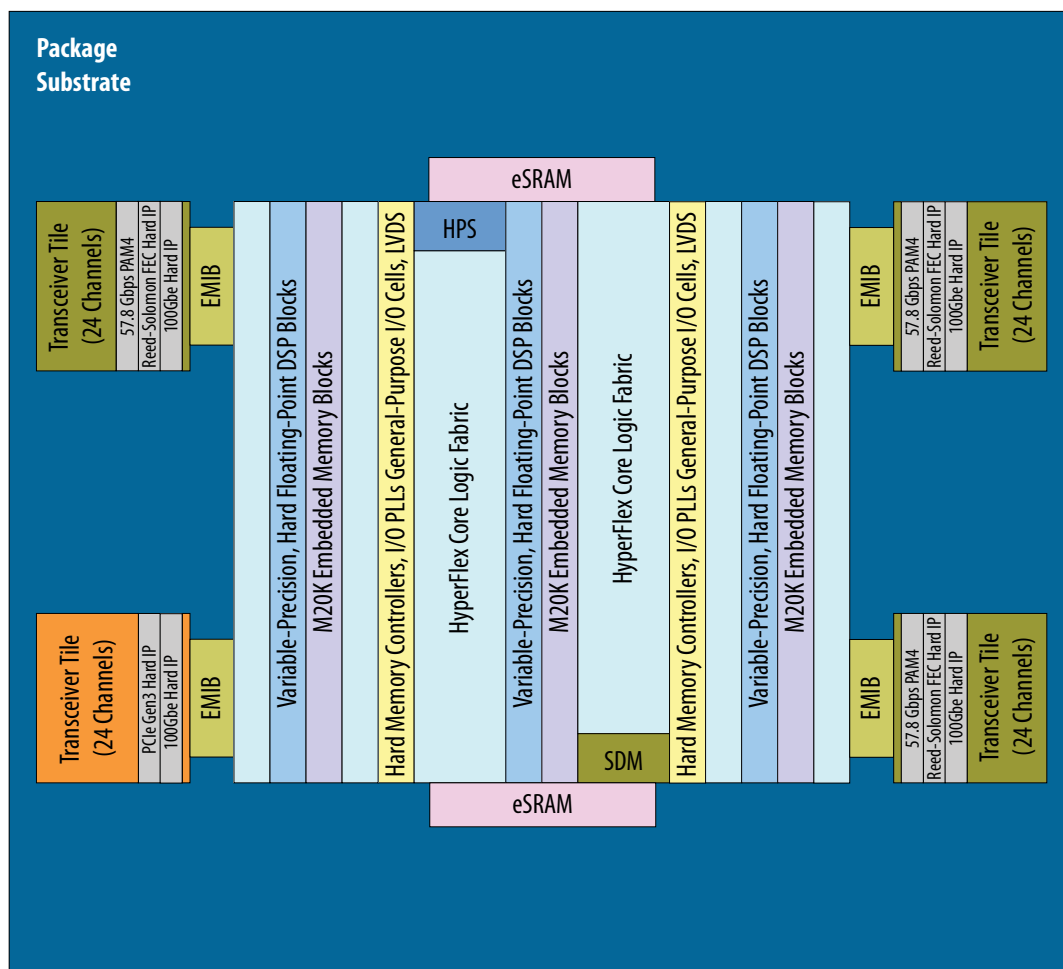 Package
Substrate
eSRAM
HPS
Transceiver Tile
(24 Channels)
57.8 Gbps PAM4
Reed-Solomon FEC Hard IP
100Gbe Hard IP
EMIB
Variable-Precision, Hard Floating-Point DSP Blocks
M20K Embedded Memory Blocks
Hard Memory Controllers, I/O PLLs General-Purpose I/O Cells, LVDS
HyperFlex Core Logic Fabric
Variable-Precision, Hard Floating-Point DSP Blocks
M20K Embedded Memory Blocks
HyperFlex Core Logic Fabric
Hard Memory Controllers, I/O PLLs General-Purpose I/O Cells, LVDS
Variable-Precision, Hard Floating-Point DSP Blocks
M20K Embedded Memory Blocks
EMIB
57.8 Gbps PAM4
Reed-Solomon FEC Hard IP
100Gbe Hard IP
Transceiver Tile
(24 Channels)
Transceiver Tile
(24 Channels)
PCIe Gen3 Hard IP
100Gbe Hard IP
EMIB
SDM
EMIB
57.8 Gbps PAM4
Reed-Solomon FEC Hard IP
100Gbe Hard IP
Transceiver Tile
(24 Channels)
eSRAM